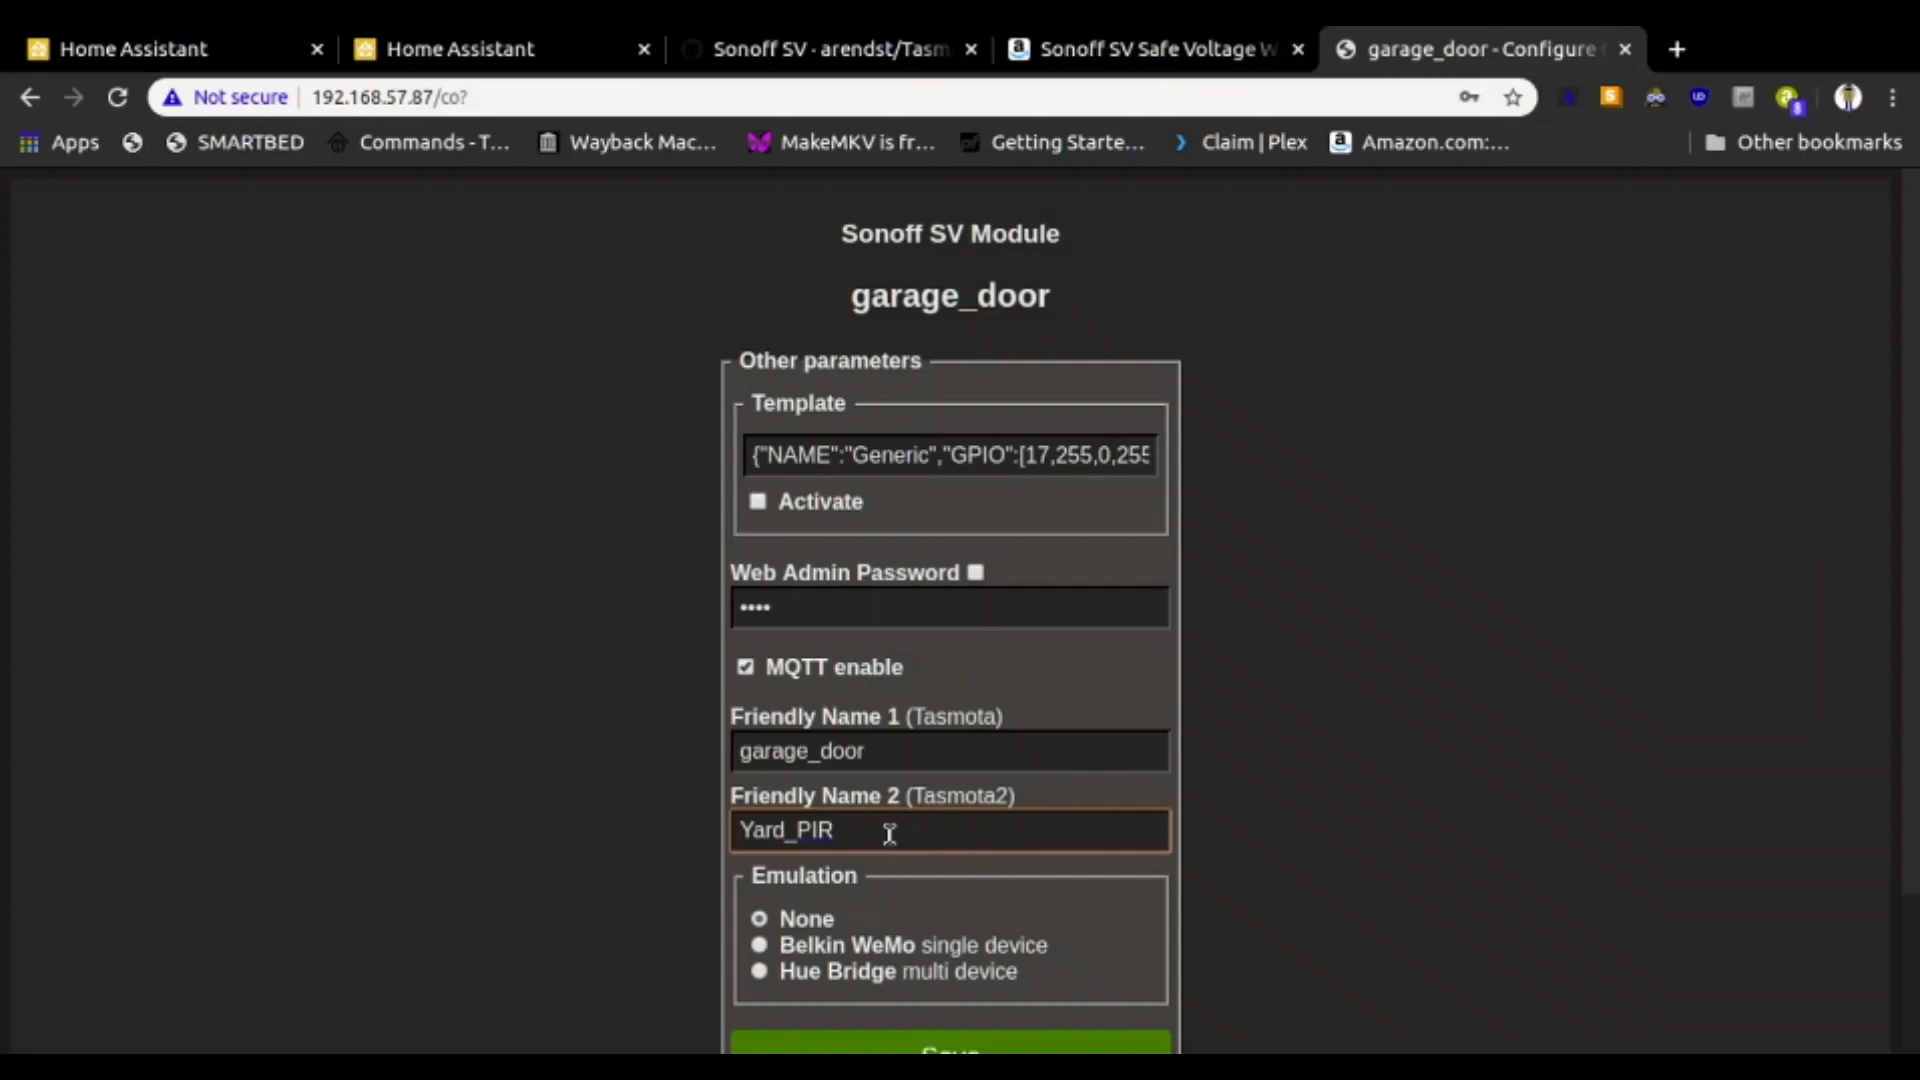 Home Assistant
Home Assistant
Sonoff SV - arendst/Tasm
Sonoff SV Safe Voltage W
garage_door - Configure
Not secure
192.168.57.87/co?
Apps
SMARTBED
Commands - T...
Wayback Mac...
MakeMKV is fr...
Getting Starte...
Claim | Plex
Amazon.com:...
Other bookmarks
Sonoff SV Module
garage_door
Other parameters
Template
{"NAME":"Generic","GPIO":[17,255,0,255
Activate
Web Admin Password
••••
MQTT enable
Friendly Name 1 (Tasmota)
garage_door
Friendly Name 2 (Tasmota2)
Yard_PIR
Emulation
None
Belkin WeMo single device
Hue Bridge multi device
Save